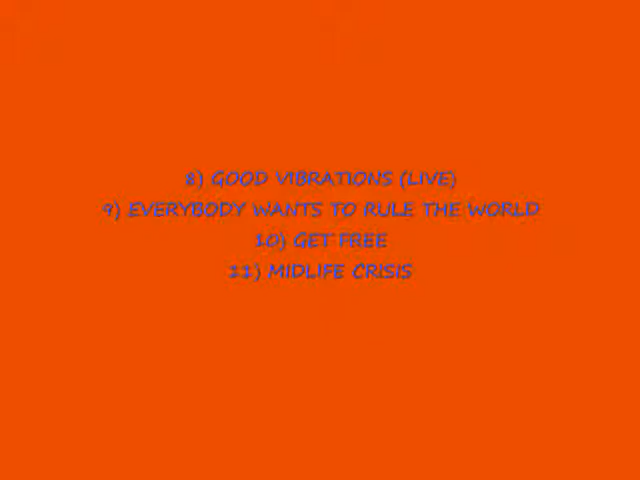 8) GOOD VIBRATIONS (LIVE)
9) EVERYBODY WANTS TO RULE THE WORLD
10) GET FREE
11) MIDLIFE CRISIS